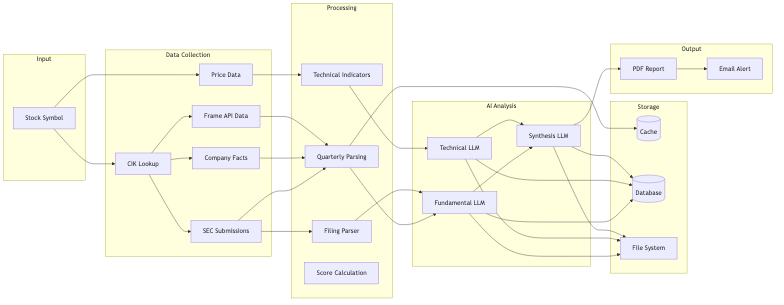 Input
Stock Symbol
Data Collection
Price Data
Frame API Data
CIK Lookup
Company Facts
SEC Submissions
Processing
Technical Indicators
Quarterly Parsing
Filing Parser
Score Calculation
AI Analysis
Synthesis LLM
Technical LLM
Fundamental LLM
Output
PDF Report
Email Alert
Storage
Cache
Database
File System